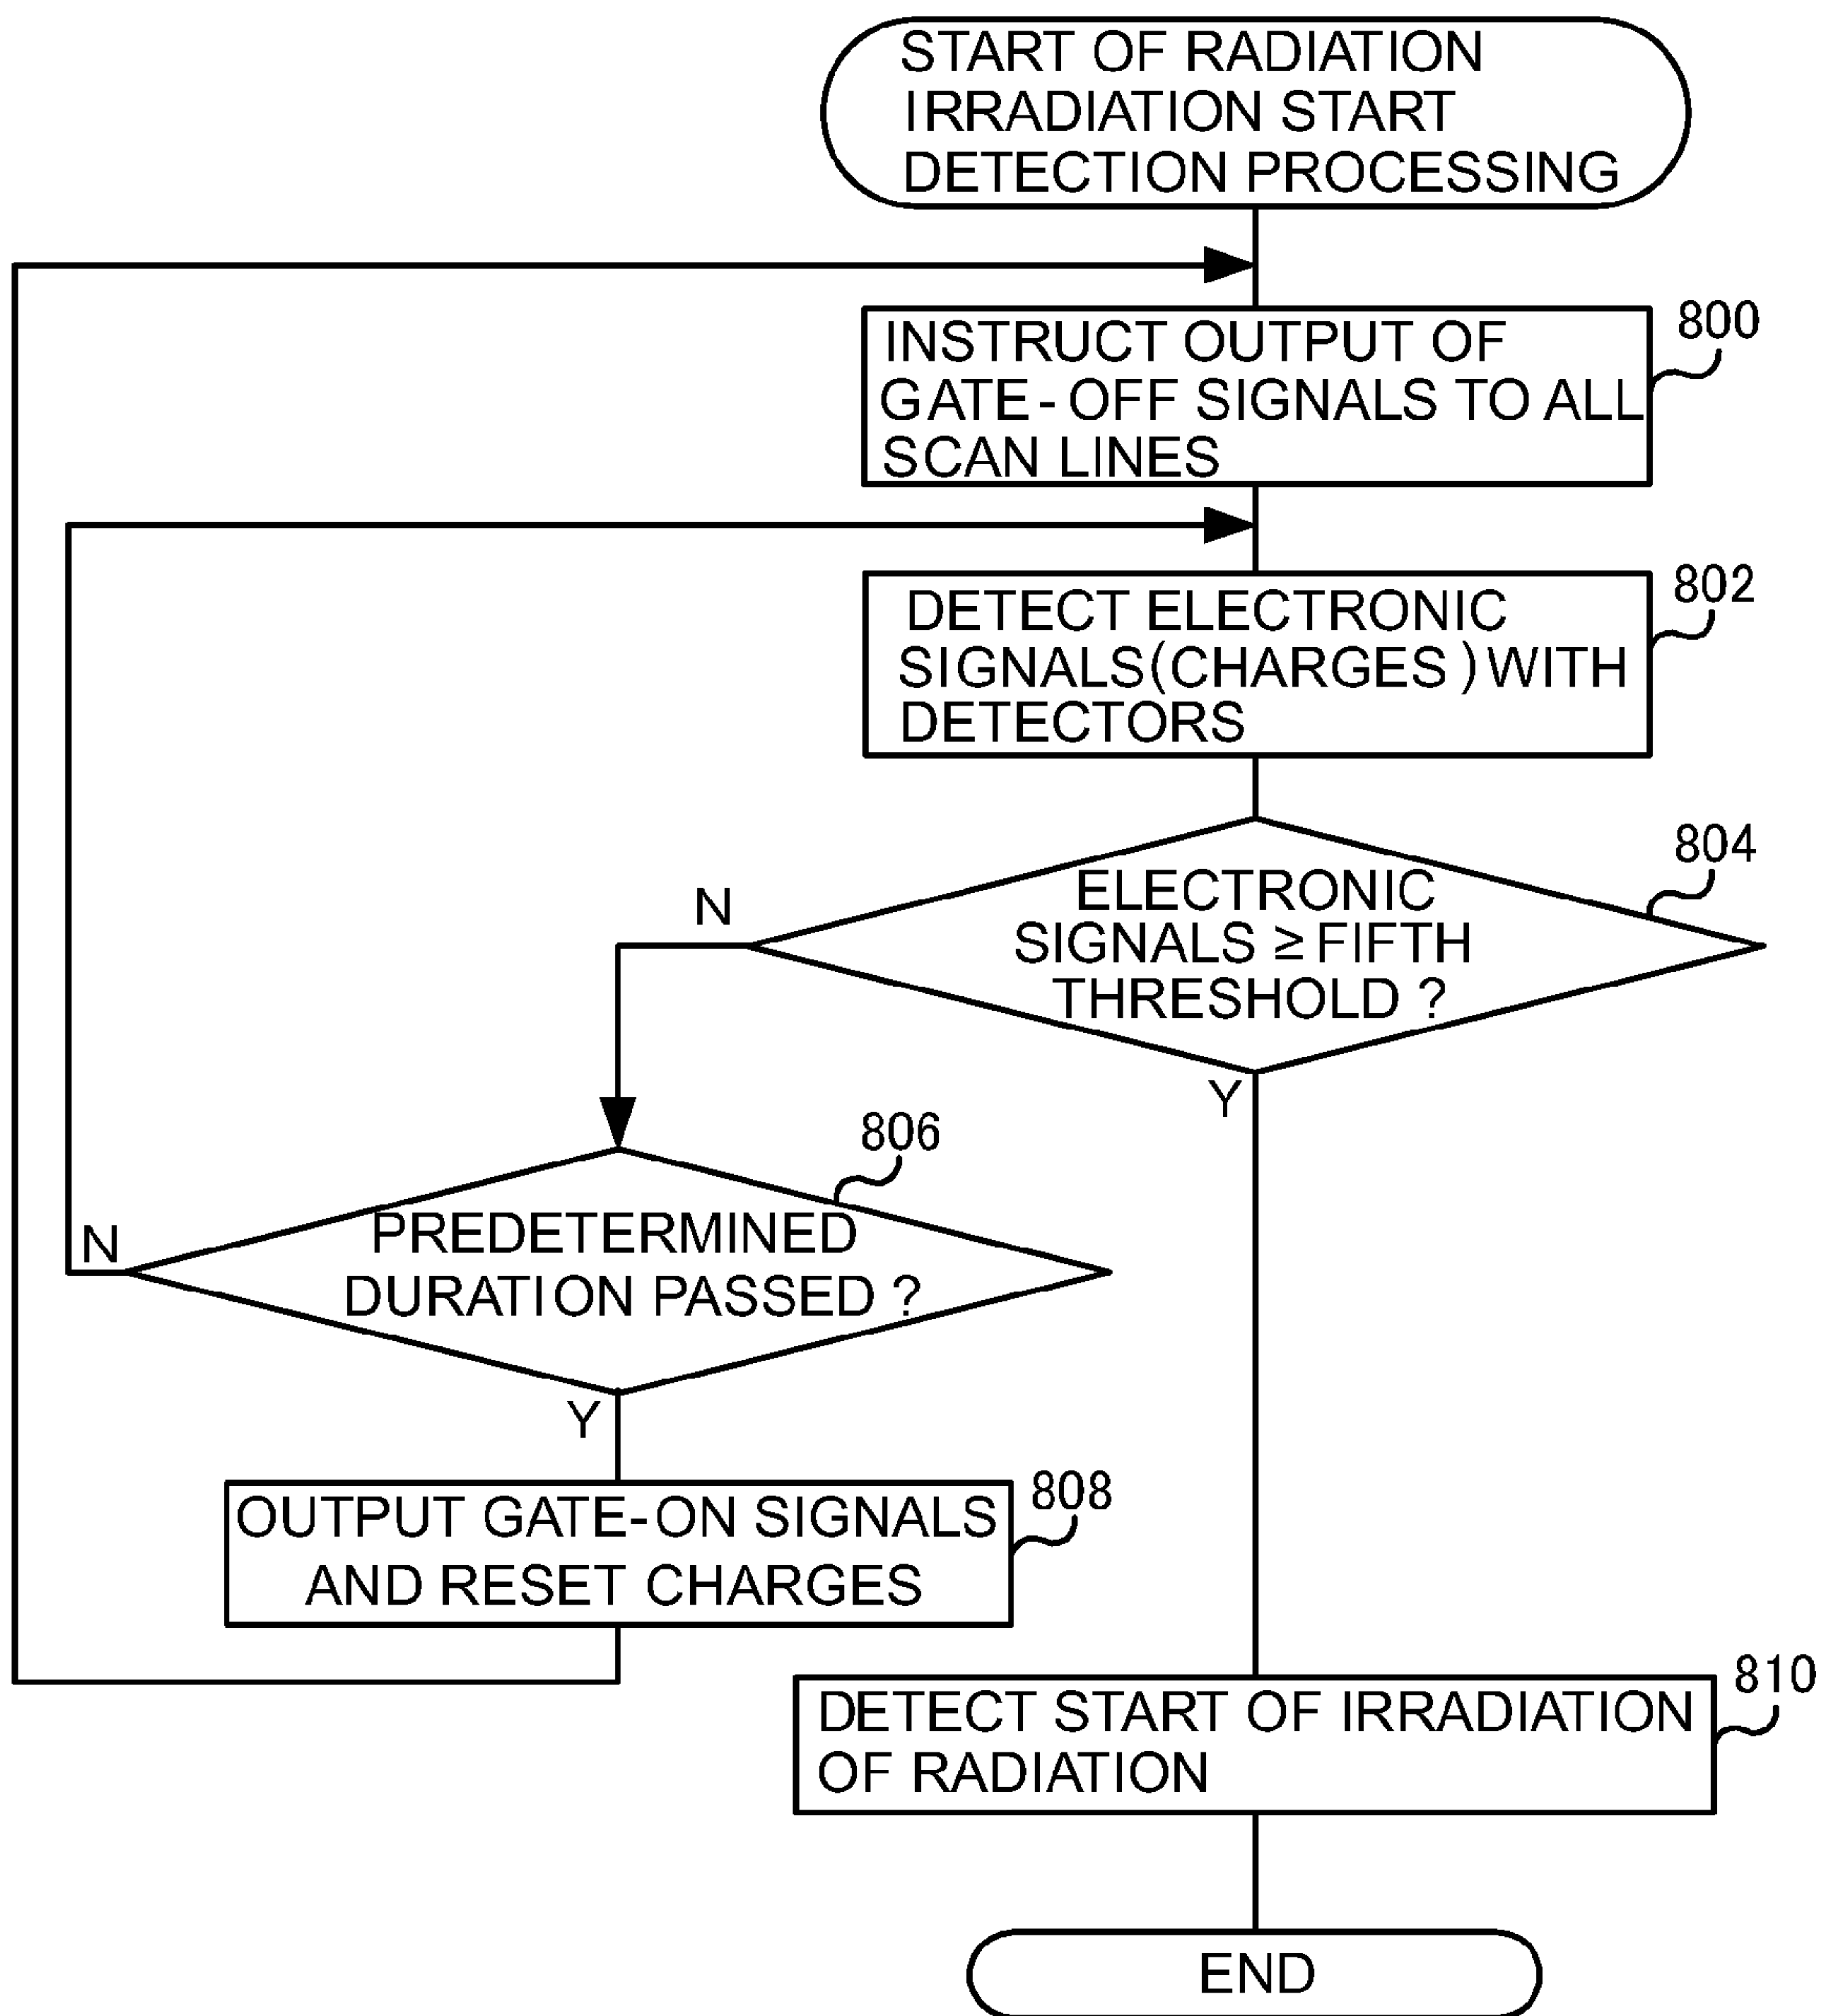 START OF RADIATION
IRRADIATION START
DETECTION PROCESSING
800
INSTRUCT OUTPUT OF
GATE-OFF SIGNALS TO ALL
SCAN LINES
802
DETECT ELECTRONIC
SIGNALS(CHARGES)WITH
DETECTORS
804
ELECTRONIC
SIGNALS ≥ FIFTH
THRESHOLD ?
N
Y
806
PREDETERMINED
DURATION PASSED ?
N
Y
808
OUTPUT GATE-ON SIGNALS
AND RESET CHARGES
810
DETECT START OF IRRADIATION
OF RADIATION
END